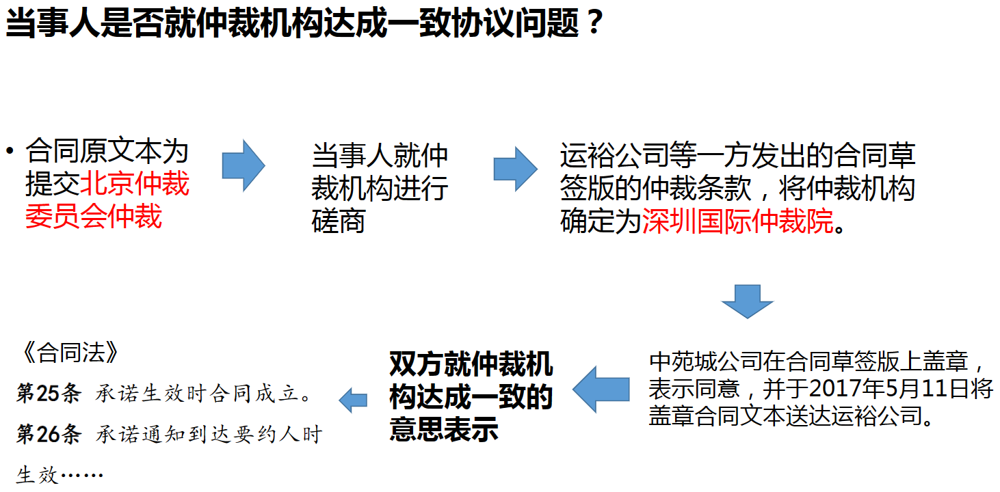 当事人是否就仲裁机构达成一致协议问题？
• 合同原文本为
提交北京仲裁
委员会仲裁
当事人就仲
裁机构进行
磋商
运裕公司等一方发出的合同草
签版的仲裁条款，将仲裁机构
确定为深圳国际仲裁院。
中苑城公司在合同草签版上盖章，
表示同意，并于2017年5月11日将
盖章合同文本送达运裕公司。
双方就仲裁机
构达成一致的
意思表示
《合同法》
第25条 承诺生效时合同成立。
第26条 承诺通知到达要约人时
生效……